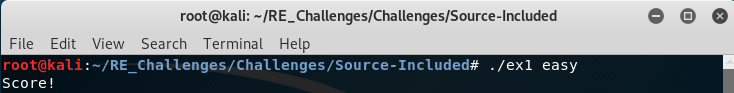 root@kali: ~/RE_Challenges/Challenges/Source-Included
File Edit View Search Terminal Help
root@kali:~/RE_Challenges/Challenges/Source-Included# ./ex1 easy
Score!